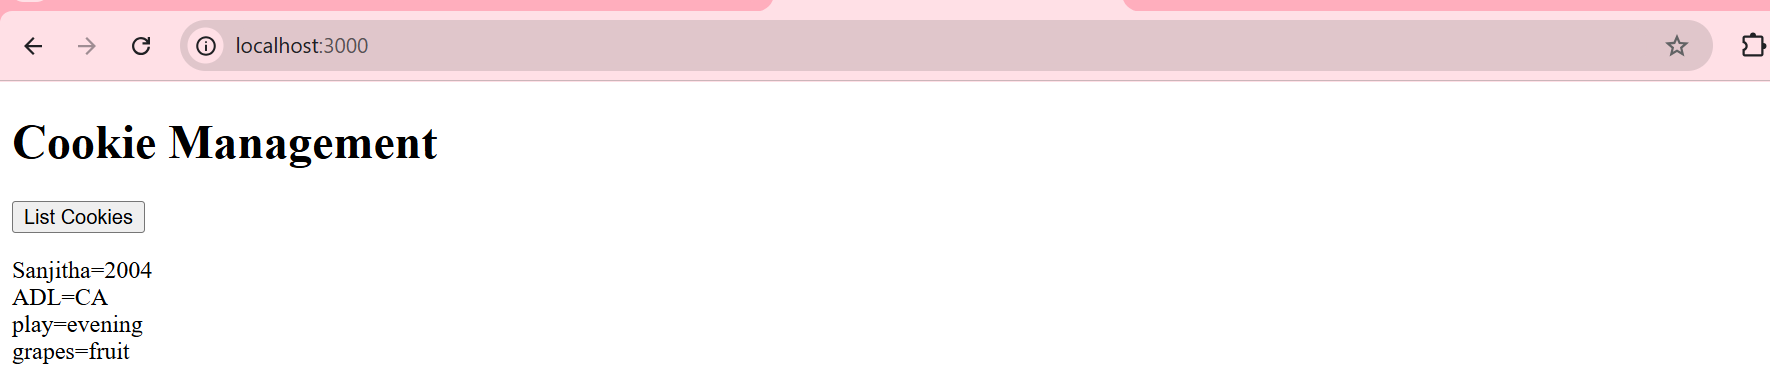 localhost:3000
Cookie Management
List Cookies
Sanjitha=2004
ADL=CA
play=evening
grapes=fruit